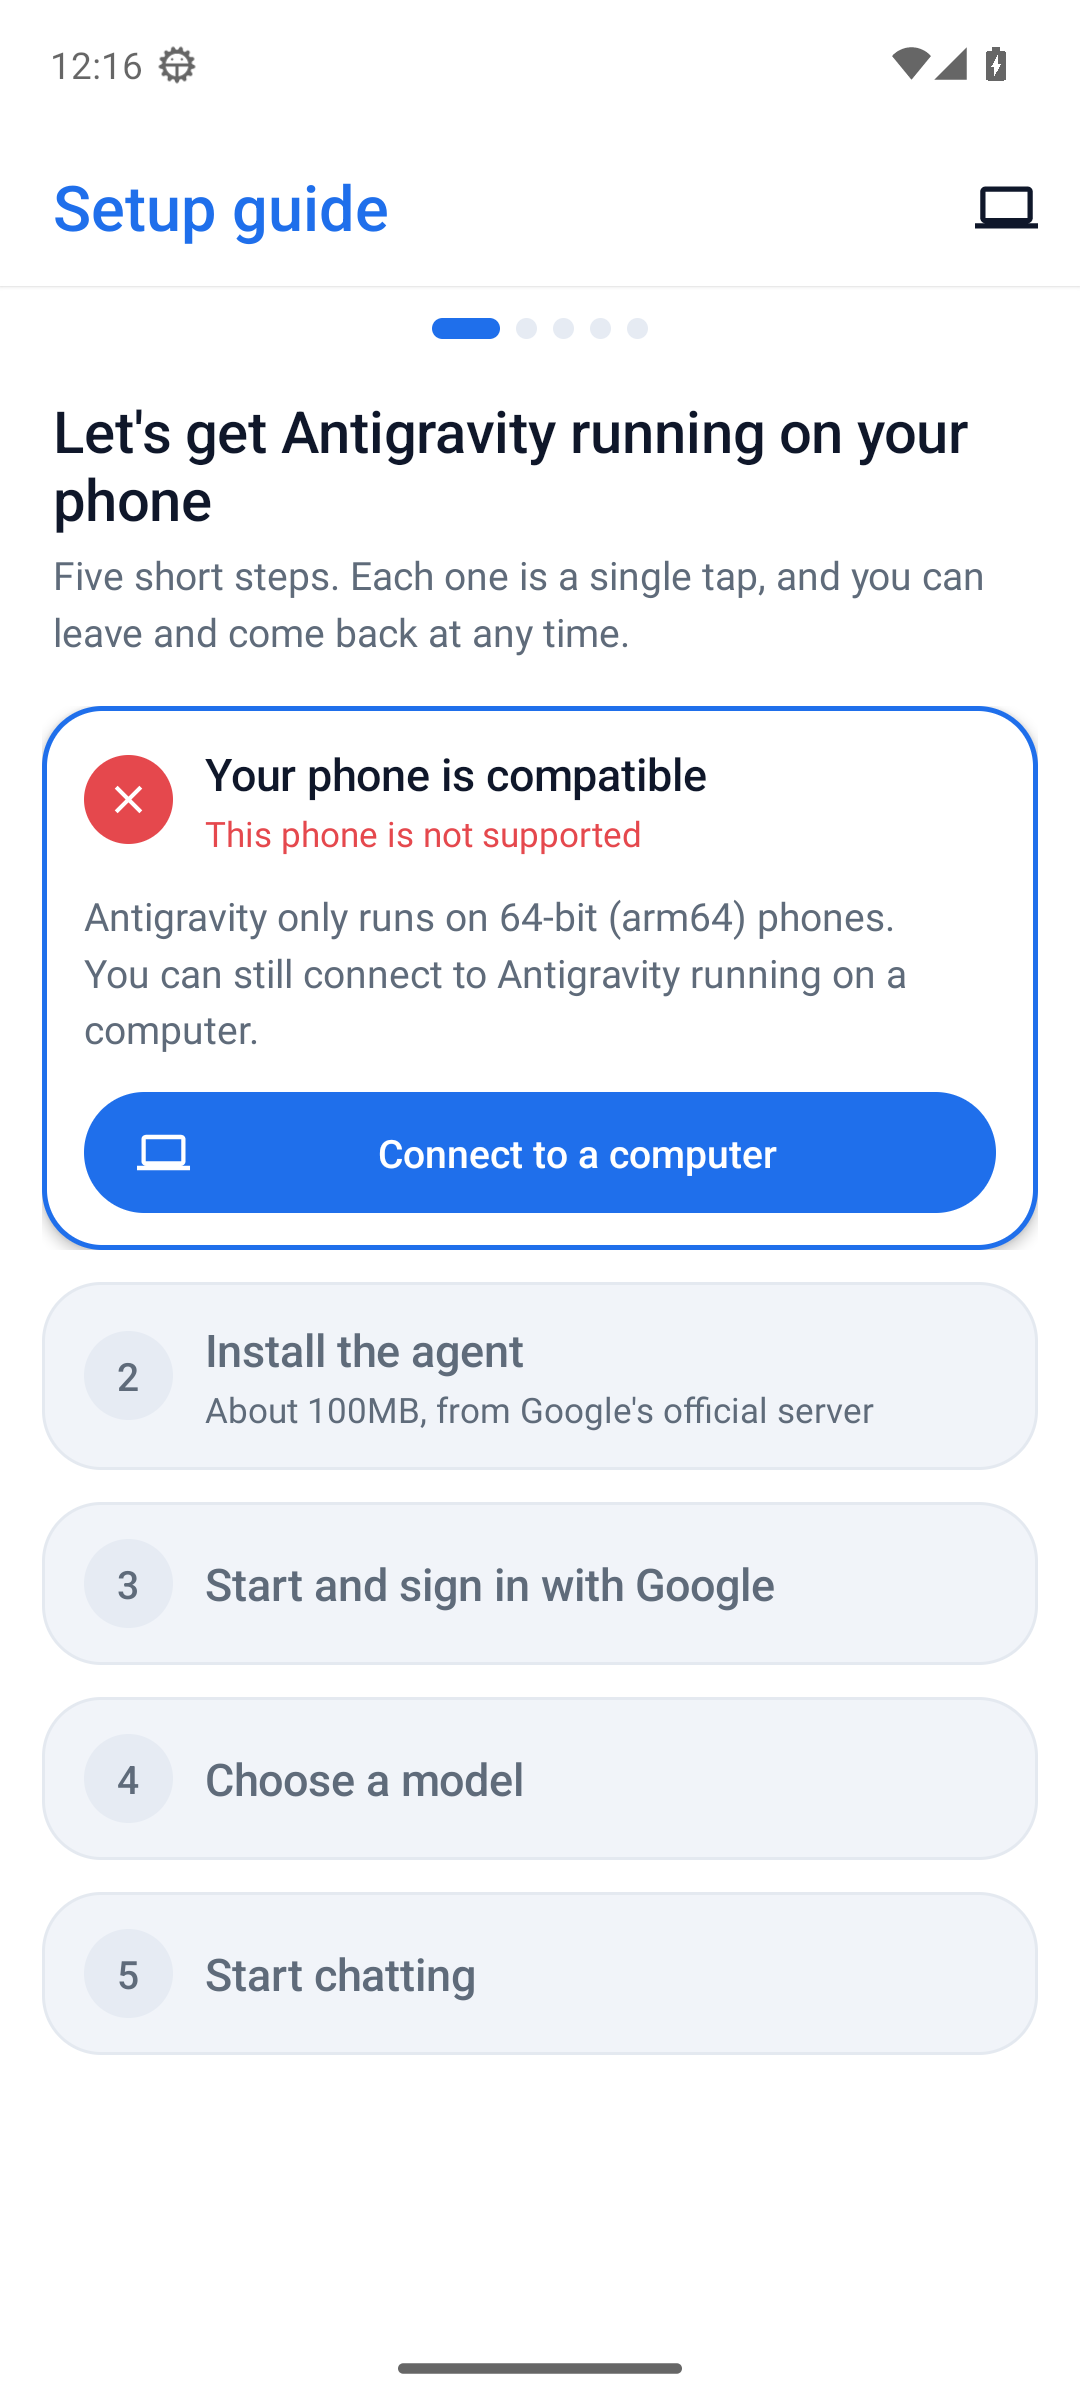 12:16
Setup guide
Let's get Antigravity running on your
phone
Five short steps. Each one is a single tap, and you can
leave and come back at any time.
Your phone is compatible
This phone is not supported
Antigravity only runs on 64-bit (arm64) phones.
You can still connect to Antigravity running on a
computer.
Connect to a computer
2
Install the agent
About 100MB, from Google's official server
3
Start and sign in with Google
4
Choose a model
5
Start chatting